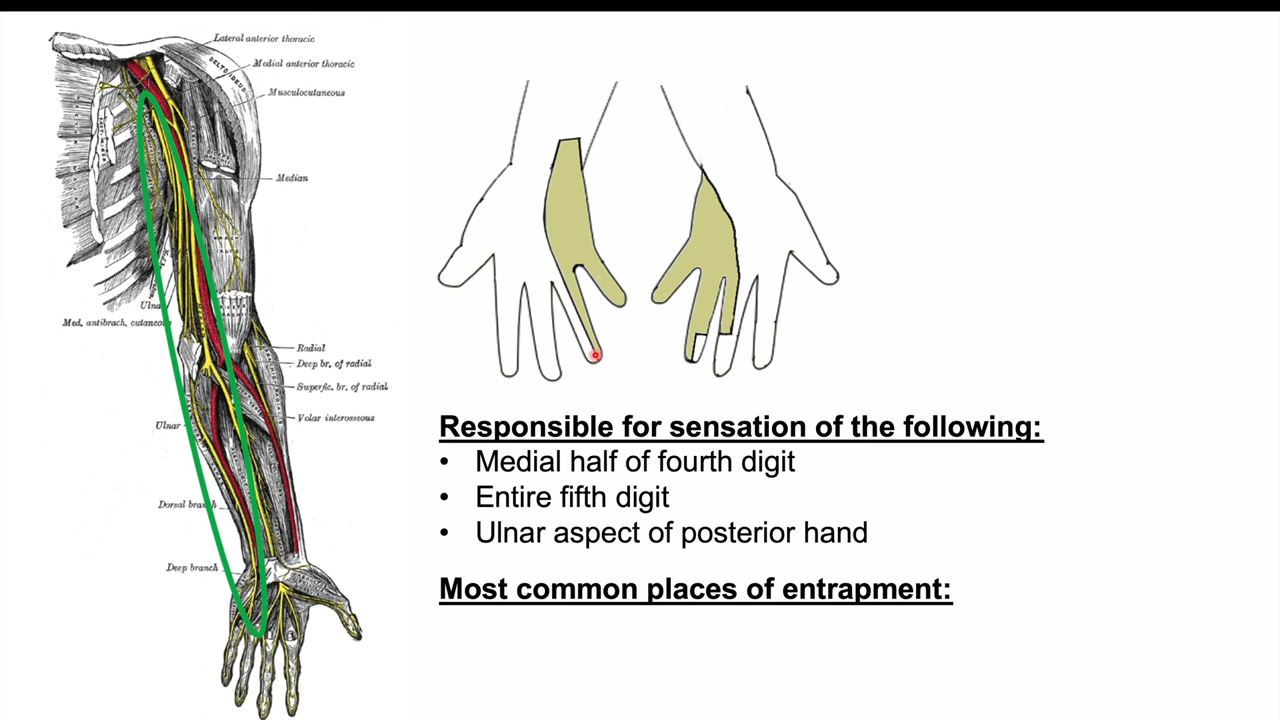 Lateral anterior thoracic
DELTOIDEUS
Medial anterior thoracic
Musculocutaneous
Median
Ulnar
Med. antibrach. cutaneous
Radial
Deep br. of radial
Superfic. br. of radial
Volar interosseous
Ulnar
Dorsal branch
Deep branch
Responsible for sensation of the following:
• Medial half of fourth digit
• Entire fifth digit
• Ulnar aspect of posterior hand
Most common places of entrapment: